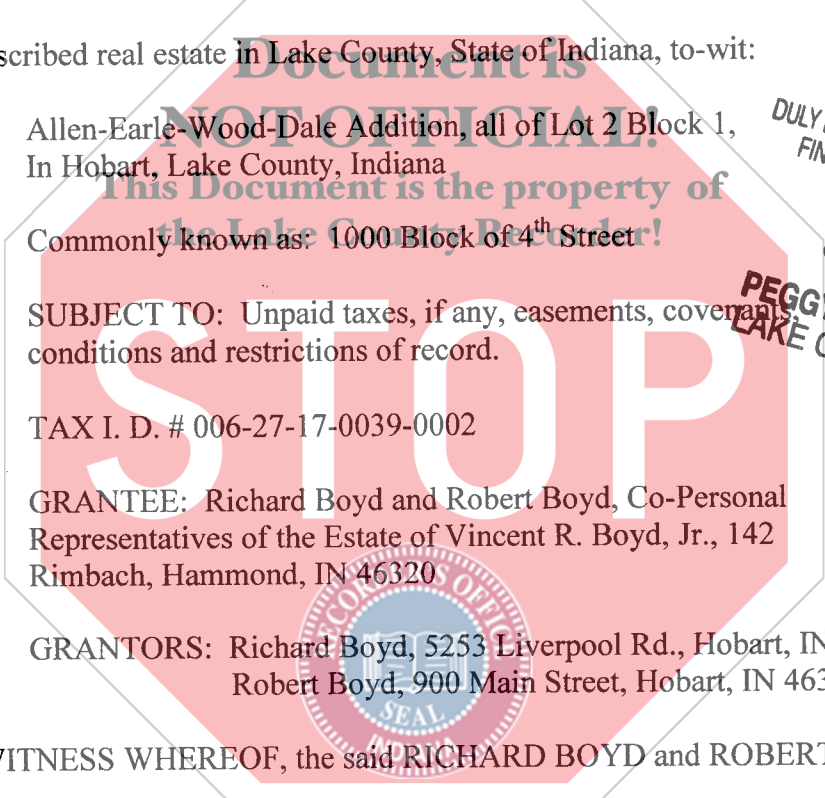 scribed real estate in Lake County, State of Indiana, to-wit:
Document is
NOT OFFICIAL!
This Document is the property of
the Lake County Recorder!
Allen-Earle-Wood-Dale Addition, all of Lot 2 Block 1,
In Hobart, Lake County, Indiana
DULY
FIN
Commonly known as: 1000 Block of 4th Street
PEGGY
LAKE C
SUBJECT TO: Unpaid taxes, if any, easements, covenants,
conditions and restrictions of record.
STOP
TAX I. D. # 006-27-17-0039-0002
GRANTEE: Richard Boyd and Robert Boyd, Co-Personal
Representatives of the Estate of Vincent R. Boyd, Jr., 142
Rimbach, Hammond, IN 46320
GRANTORS: Richard Boyd, 5253 Liverpool Rd., Hobart, IN
Robert Boyd, 900 Main Street, Hobart, IN 463
SEAL
INDIANA
ITNESS WHEREOF, the said RICHARD BOYD and ROBERT